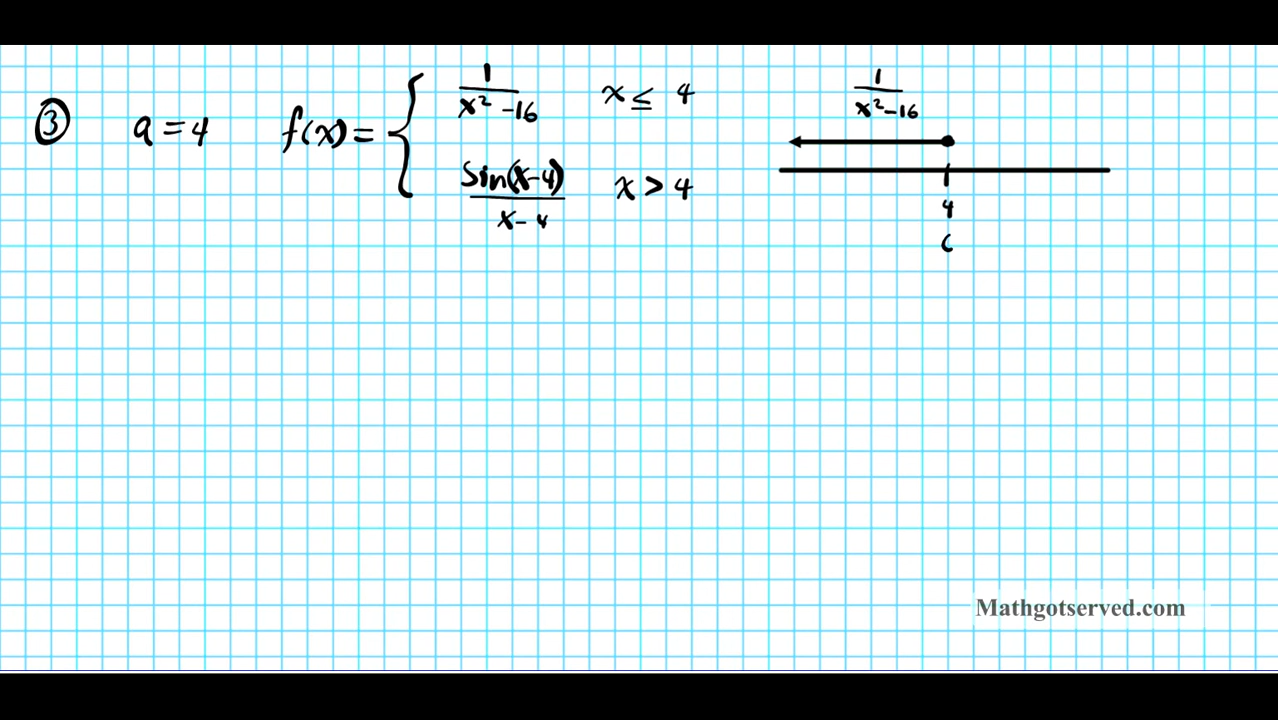 ③ a = 4 f(x) = { 1/(x² - 16) x ≤ 4
sin(x-4)/(x-4) x > 4
1/(x² - 16)
4
c
Mathgotserved.com